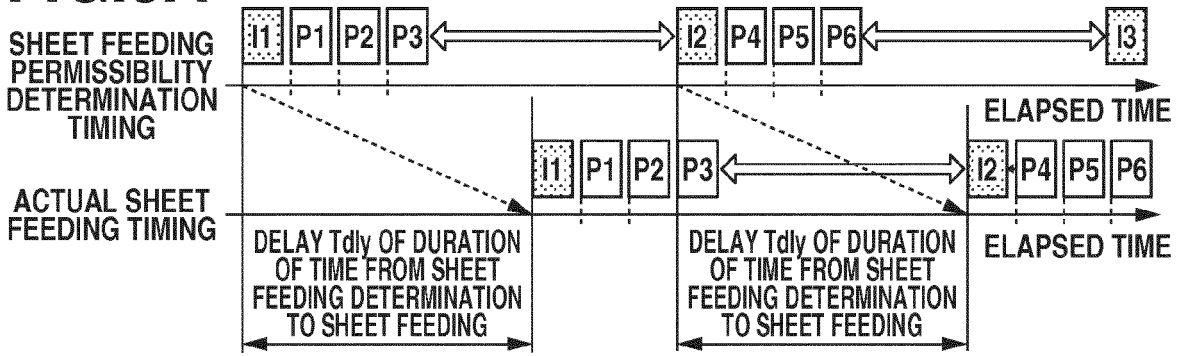 I1 P1 P2 P3 I2 P4 P5 P6 I3
SHEET FEEDING
PERMISSIBILITY
DETERMINATION
TIMING
ELAPSED TIME
I1 P1 P2 P3 I2 P4 P5 P6
ACTUAL SHEET
FEEDING TIMING
ELAPSED TIME
DELAY Tdly OF DURATION
OF TIME FROM SHEET
FEEDING DETERMINATION
TO SHEET FEEDING
DELAY Tdly OF DURATION
OF TIME FROM SHEET
FEEDING DETERMINATION
TO SHEET FEEDING